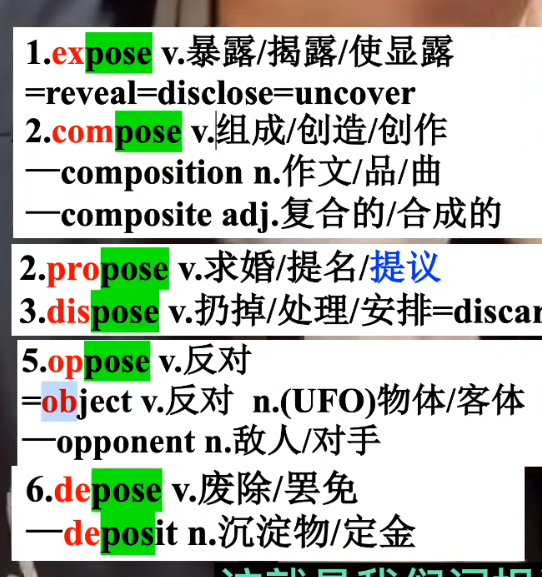 1.expose v.暴露/揭露/使显露
=reveal=disclose=uncover
2.compose v.组成/创造/创作
—composition n.作文/品/曲
—composite adj.复合的/合成的
2.propose v.求婚/提名/提议
3.dispose v.扔掉/处理/安排=discar
5.oppose v.反对
=object v.反对 n.(UFO)物体/客体
—opponent n.敌人/对手
6.depose v.废除/罢免
—deposit n.沉淀物/定金